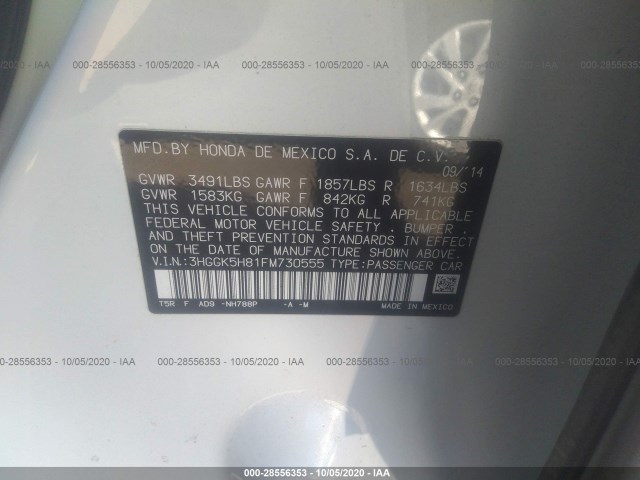 000-28556353 - 10/05/2020 - IAA
000-28556353 - 10/05/2020 - IAA
000-28556353 - 10/05/2020 - IAA
MFD.BY HONDA DE MEXICO S.A. DE C.V.
09/'14
GVWR 3491LBS GAWR F 1857LBS R 1634LBS
GVWR 1583KG GAWR F 842KG R 741KG
THIS VEHICLE CONFORMS TO ALL APPLICABLE
FEDERAL MOTOR VEHICLE SAFETY . BUMPER .
AND THEFT PREVENTION STANDARDS IN EFFECT
ON THE DATE OF MANUFACTURE SHOWN ABOVE.
V.I.N.:3HGGK5H81FM730555 TYPE:PASSENGER CAR
T5R F AD9 -NH788P -A -M
MADE IN MEXICO
000-28556353 - 10/05/2020 - IAA
000-28556353 - 10/05/2020 - IAA
000-28556353 - 10/05/2020 - IAA
000-28556353 - 10/05/2020 - IAA